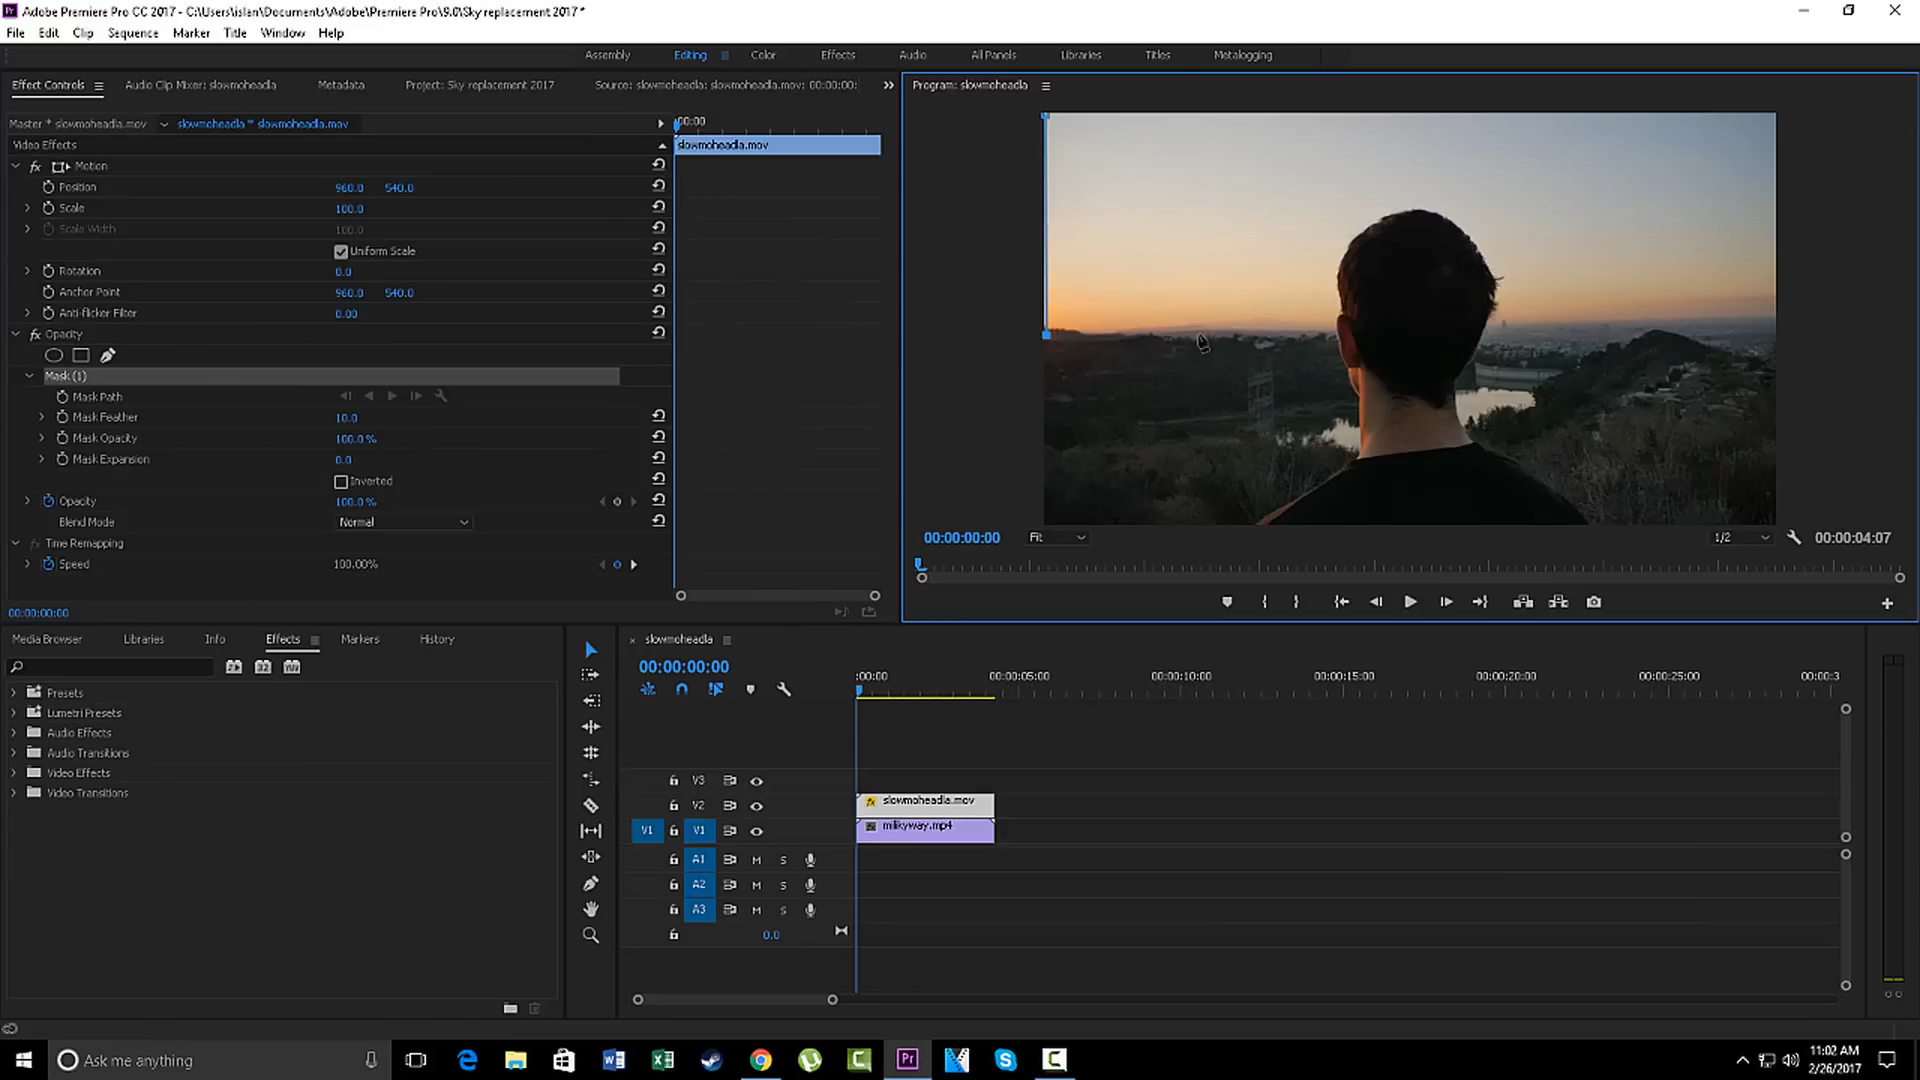 Adobe Premiere Pro CC 2017 - C:\Users\islan\Documents\Adobe\Premiere Pro\9.0\Sky replacement 2017 *
File Edit Clip Sequence Marker Title Window Help
Assembly Editing Color Effects Audio All Panels Libraries Titles Metalogging
Effect Controls Audio Clip Mixer: slowmoheadla Metadata Project: Sky replacement 2017 Source: slowmoheadla: slowmoheadla.mov: 00:00:00:
Program: slowmoheadla
Master * slowmoheadla.mov slowmoheadla * slowmoheadla.mov
:00:00
Video Effects
slowmoheadla.mov
fx Motion
Position 960.0 540.0
Scale 100.0
Scale Width 100.0
Uniform Scale
Rotation 0.0
Anchor Point 960.0 540.0
Anti-flicker Filter 0.00
fx Opacity
Mask (1)
Mask Path
Mask Feather 10.0
Mask Opacity 100.0 %
Mask Expansion 0.0
Inverted
Opacity 100.0 %
Blend Mode Normal
fx Time Remapping
Speed 100.00%
00:00:00:00
00:00:00:00 Fit 1/2 00:00:04:07
Media Browser Libraries Info Effects Markers History
Presets
Lumetri Presets
Audio Effects
Audio Transitions
Video Effects
Video Transitions
× slowmoheadla
00:00:00:00
:00:00 00:00:05:00 00:00:10:00 00:00:15:00 00:00:20:00 00:00:25:00 00:00:3
V3
V2 fx slowmoheadla.mov
V1 V1 fx milkyway.mp4
A1 M S
A2 M S
A3 M S
0.0
Ask me anything
Pr
11:02 AM
2/26/2017